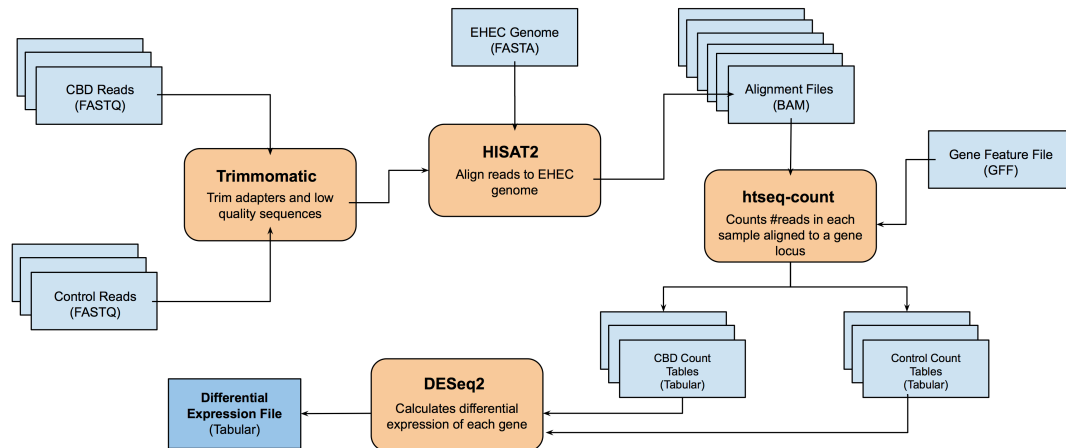 EHEC Genome
(FASTA)
CBD Reads
(FASTQ)
Alignment Files
(BAM)
HISAT2
Align reads to EHEC
genome
Trimmomatic
Trim adapters and low
quality sequences
Gene Feature File
(GFF)
htseq-count
Counts #reads in each
sample aligned to a gene
locus
Control Reads
(FASTQ)
CBD Count
Tables
(Tabular)
Control Count
Tables
(Tabular)
DESeq2
Calculates differential
expression of each gene
Differential
Expression File
(Tabular)